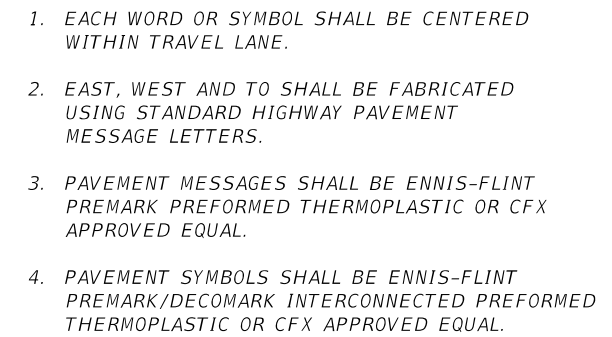 1. EACH WORD OR SYMBOL SHALL BE CENTERED
WITHIN TRAVEL LANE.
2. EAST, WEST AND TO SHALL BE FABRICATED
USING STANDARD HIGHWAY PAVEMENT
MESSAGE LETTERS.
3. PAVEMENT MESSAGES SHALL BE ENNIS-FLINT
PREMARK PREFORMED THERMOPLASTIC OR CFX
APPROVED EQUAL.
4. PAVEMENT SYMBOLS SHALL BE ENNIS-FLINT
PREMARK/DECOMARK INTERCONNECTED PREFORMED
THERMOPLASTIC OR CFX APPROVED EQUAL.